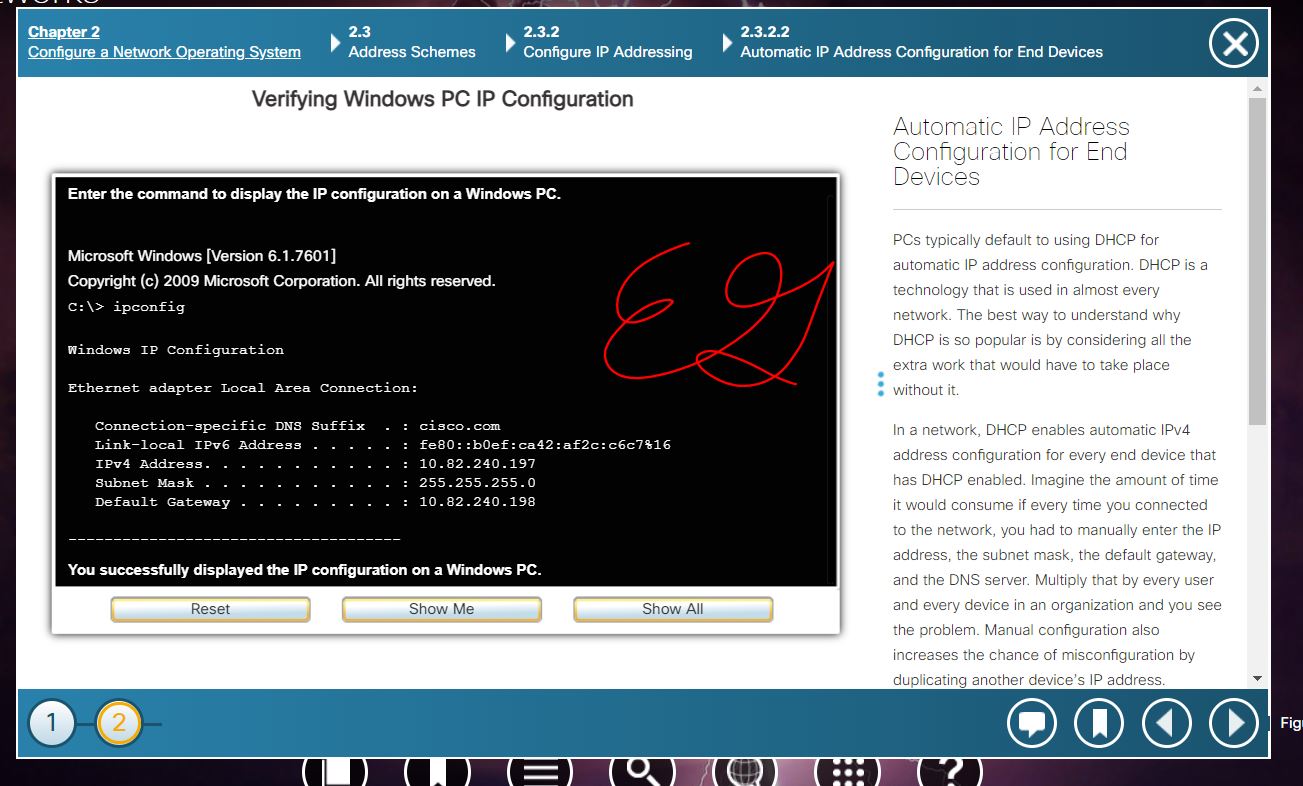 Chapter 2
Configure a Network Operating System
2.3
Address Schemes
2.3.2
Configure IP Addressing
2.3.2.2
Automatic IP Address Configuration for End Devices
Verifying Windows PC IP Configuration
Enter the command to display the IP configuration on a Windows PC.
Microsoft Windows [Version 6.1.7601]
Copyright (c) 2009 Microsoft Corporation. All rights reserved.
C:\> ipconfig
Windows IP Configuration
Ethernet adapter Local Area Connection:
Connection-specific DNS Suffix . : cisco.com
Link-local IPv6 Address . . . . . : fe80::b0ef:ca42:af2c:c6c7%16
IPv4 Address. . . . . . . . . . . : 10.82.240.197
Subnet Mask . . . . . . . . . . . : 255.255.255.0
Default Gateway . . . . . . . . . : 10.82.240.198
-------------------------------------
You successfully displayed the IP configuration on a Windows PC.
EG
Reset
Show Me
Show All
Automatic IP Address
Configuration for End
Devices
PCs typically default to using DHCP for
automatic IP address configuration. DHCP is a
technology that is used in almost every
network. The best way to understand why
DHCP is so popular is by considering all the
extra work that would have to take place
without it.
In a network, DHCP enables automatic IPv4
address configuration for every end device that
has DHCP enabled. Imagine the amount of time
it would consume if every time you connected
to the network, you had to manually enter the IP
address, the subnet mask, the default gateway,
and the DNS server. Multiply that by every user
and every device in an organization and you see
the problem. Manual configuration also
increases the chance of misconfiguration by
duplicating another device's IP address.
1
2
Figu